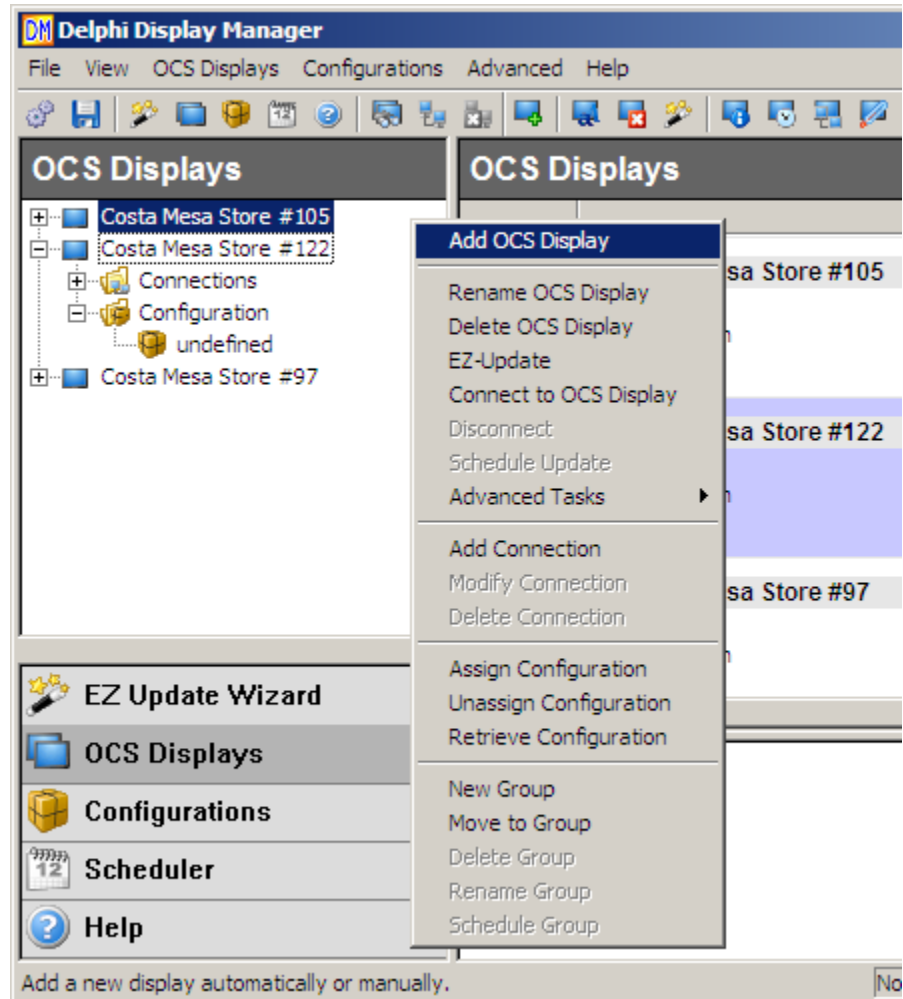 DM Delphi Display Manager
File View OCS Displays Configurations Advanced Help
12
OCS Displays
OCS Displays
Costa Mesa Store #105
Costa Mesa Store #122
Connections
Configuration
undefined
Costa Mesa Store #97
Add OCS Display
Rename OCS Display
Delete OCS Display
EZ-Update
Connect to OCS Display
Disconnect
Schedule Update
Advanced Tasks
Add Connection
Modify Connection
Delete Connection
Assign Configuration
Unassign Configuration
Retrieve Configuration
New Group
Move to Group
Delete Group
Rename Group
Schedule Group
sa Store #105
sa Store #122
sa Store #97
EZ Update Wizard
OCS Displays
Configurations
12 Scheduler
Help
Add a new display automatically or manually.
No